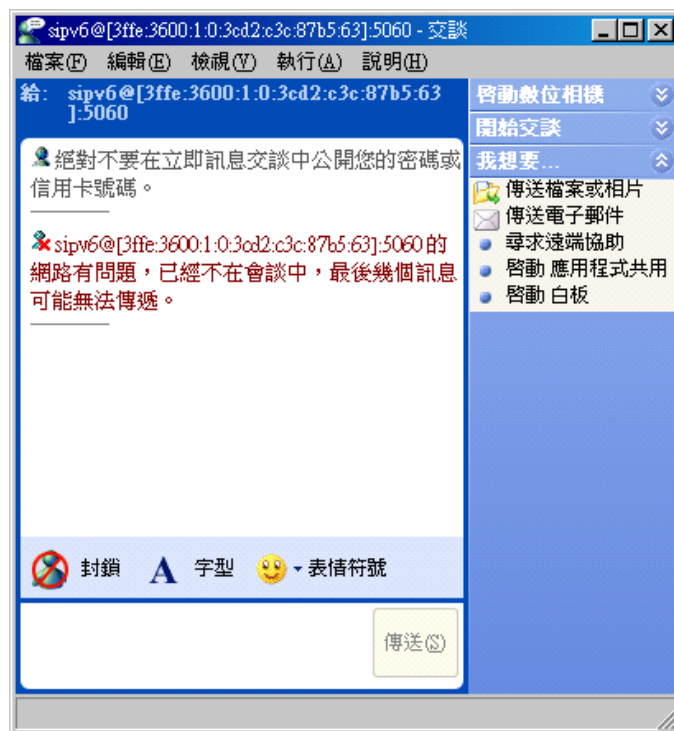 sipv6@[3ffe:3600:1:0:3cd2:c3c:87b5:63]:5060 - 交談
檔案(F) 編輯(E) 檢視(V) 執行(A) 說明(H)
給: sipv6@[3ffe:3600:1:0:3cd2:c3c:87b5:63
]:5060
絕對不要在立即訊息交談中公開您的密碼或
信用卡號碼。
sipv6@[3ffe:3600:1:0:3cd2:c3c:87b5:63]:5060 的
網路有問題,已經不在會談中,最後幾個訊息
可能無法傳遞。
封鎖 A 字型 表情符號
傳送(S)
啓動數位相機
開始交談
我想要...
傳送檔案或相片
傳送電子郵件
尋求遠端協助
啓動 應用程式共用
啓動 白板